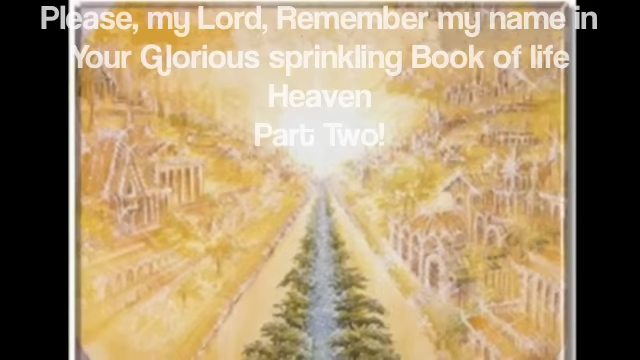 Please, my Lord, Remember my name in
Your Glorious sprinkling Book of life
Heaven
Part Two!